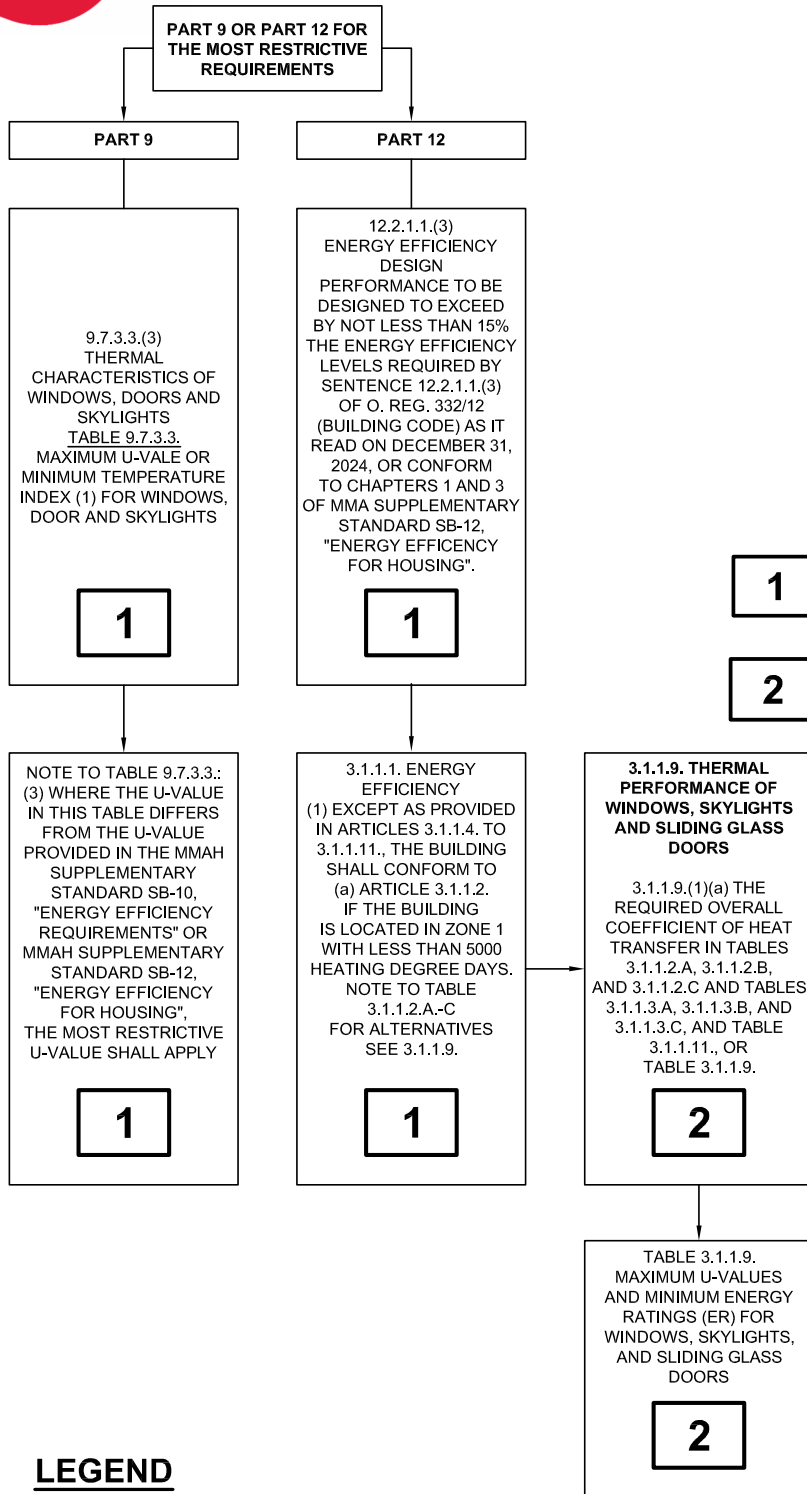 PART 9 OR PART 12 FOR
THE MOST RESTRICTIVE
REQUIREMENTS
PART 9
PART 12
9.7.3.3.(3)
THERMAL
CHARACTERISTICS OF
WINDOWS, DOORS AND
SKYLIGHTS
TABLE 9.7.3.3.
MAXIMUM U-VALE OR
MINIMUM TEMPERATURE
INDEX (1) FOR WINDOWS,
DOOR AND SKYLIGHTS
1
12.2.1.1.(3)
ENERGY EFFICIENCY
DESIGN
PERFORMANCE TO BE
DESIGNED TO EXCEED
BY NOT LESS THAN 15%
THE ENERGY EFFICIENCY
LEVELS REQUIRED BY
SENTENCE 12.2.1.1.(3)
OF O. REG. 332/12
(BUILDING CODE) AS IT
READ ON DECEMBER 31,
2024, OR CONFORM
TO CHAPTERS 1 AND 3
OF MMA SUPPLEMENTARY
STANDARD SB-12,
"ENERGY EFFICENCY
FOR HOUSING".
1
1
2
NOTE TO TABLE 9.7.3.3.:
(3) WHERE THE U-VALUE
IN THIS TABLE DIFFERS
FROM THE U-VALUE
PROVIDED IN THE MMAH
SUPPLEMENTARY
STANDARD SB-10,
"ENERGY EFFICIENCY
REQUIREMENTS" OR
MMAH SUPPLEMENTARY
STANDARD SB-12,
"ENERGY EFFICIENCY
FOR HOUSING",
THE MOST RESTRICTIVE
U-VALUE SHALL APPLY
1
3.1.1.1. ENERGY
EFFICIENCY
(1) EXCEPT AS PROVIDED
IN ARTICLES 3.1.1.4. TO
3.1.1.11., THE BUILDING
SHALL CONFORM TO
(a) ARTICLE 3.1.1.2.
IF THE BUILDING
IS LOCATED IN ZONE 1
WITH LESS THAN 5000
HEATING DEGREE DAYS.
NOTE TO TABLE
3.1.1.2.A.-C
FOR ALTERNATIVES
SEE 3.1.1.9.
1
3.1.1.9. THERMAL
PERFORMANCE OF
WINDOWS, SKYLIGHTS
AND SLIDING GLASS
DOORS
3.1.1.9.(1)(a) THE
REQUIRED OVERALL
COEFFICIENT OF HEAT
TRANSFER IN TABLES
3.1.1.2.A, 3.1.1.2.B,
AND 3.1.1.2.C AND TABLES
3.1.1.3.A, 3.1.1.3.B, AND
3.1.1.3.C, AND TABLE
3.1.1.11., OR
TABLE 3.1.1.9.
2
TABLE 3.1.1.9.
MAXIMUM U-VALUES
AND MINIMUM ENERGY
RATINGS (ER) FOR
WINDOWS, SKYLIGHTS,
AND SLIDING GLASS
DOORS
2
LEGEND